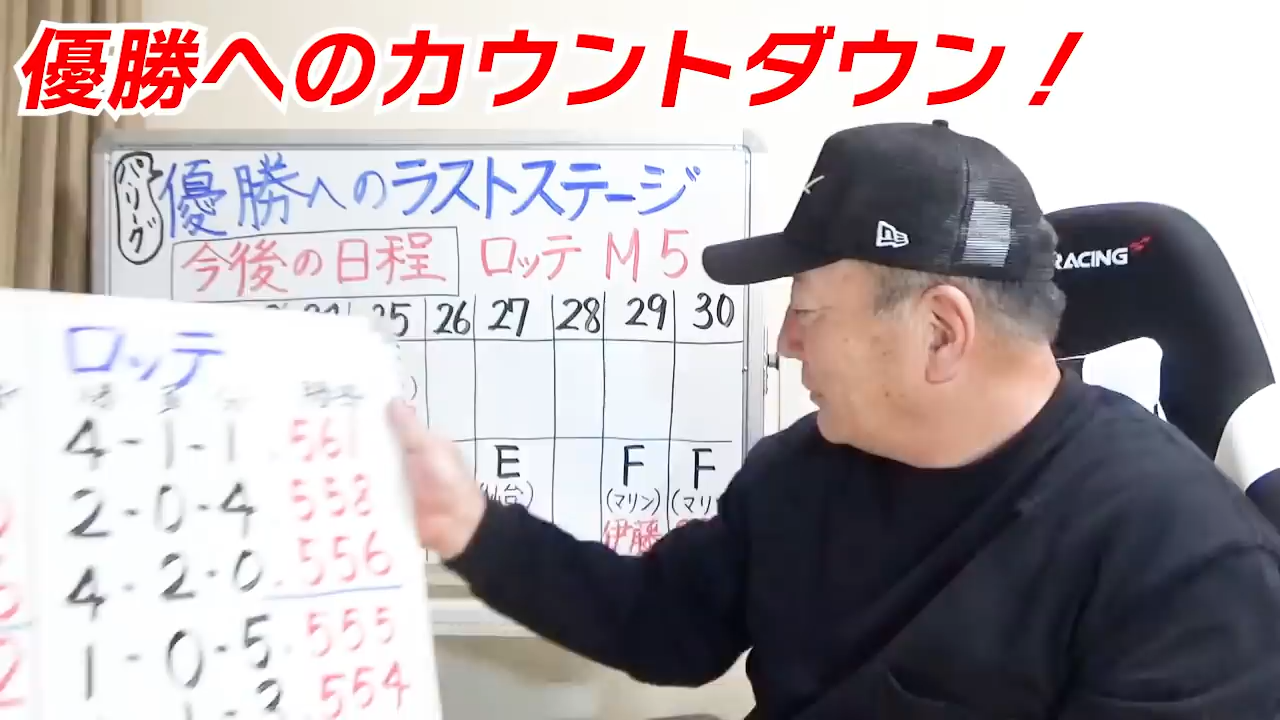 優勝へのカウントダウン！
パ・リーグ
優勝へのラストステージ
今後の日程 ロッテ M5
25 26 27 28 29 30
E F F
(仙台) (マリン) (マリ
伊藤
RACING
ロッテ
4-1-1 .561
2-0-4 .558
4-2-0 .556
1-0-5 .555
.554